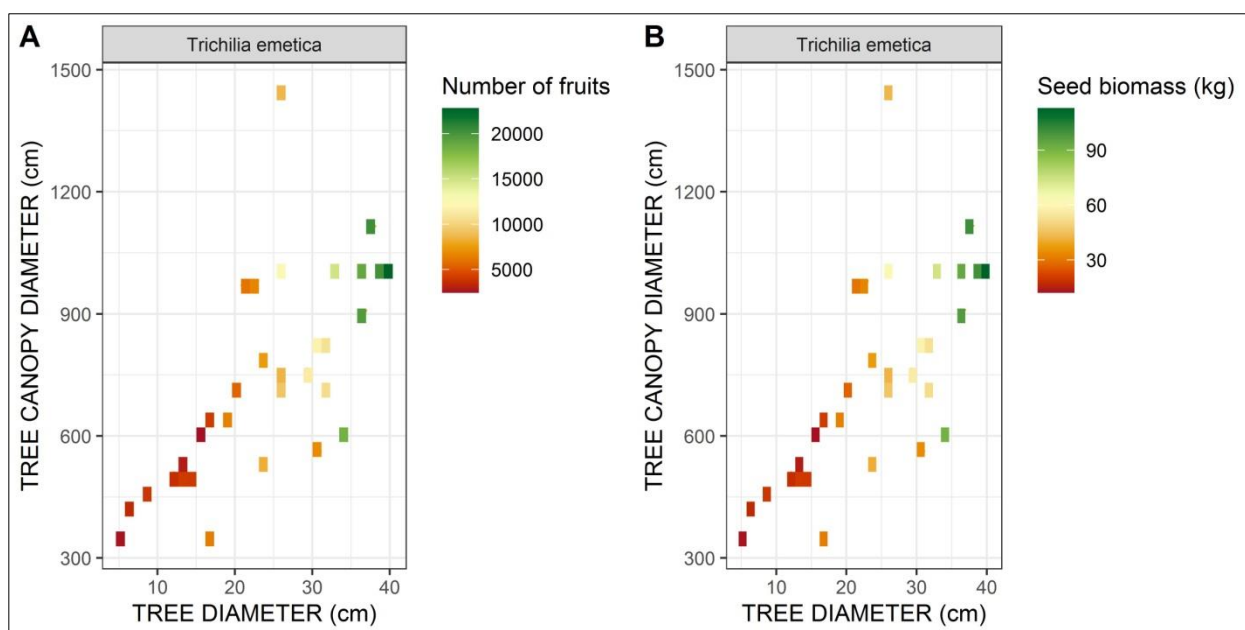 A
Trichilia emetica
TREE CANOPY DIAMETER (cm)
1500
1200
900
600
300
10 20 30 40
TREE DIAMETER (cm)
Number of fruits
20000
15000
10000
5000
B
Trichilia emetica
TREE CANOPY DIAMETER (cm)
1500
1200
900
600
300
10 20 30 40
TREE DIAMETER (cm)
Seed biomass (kg)
90
60
30